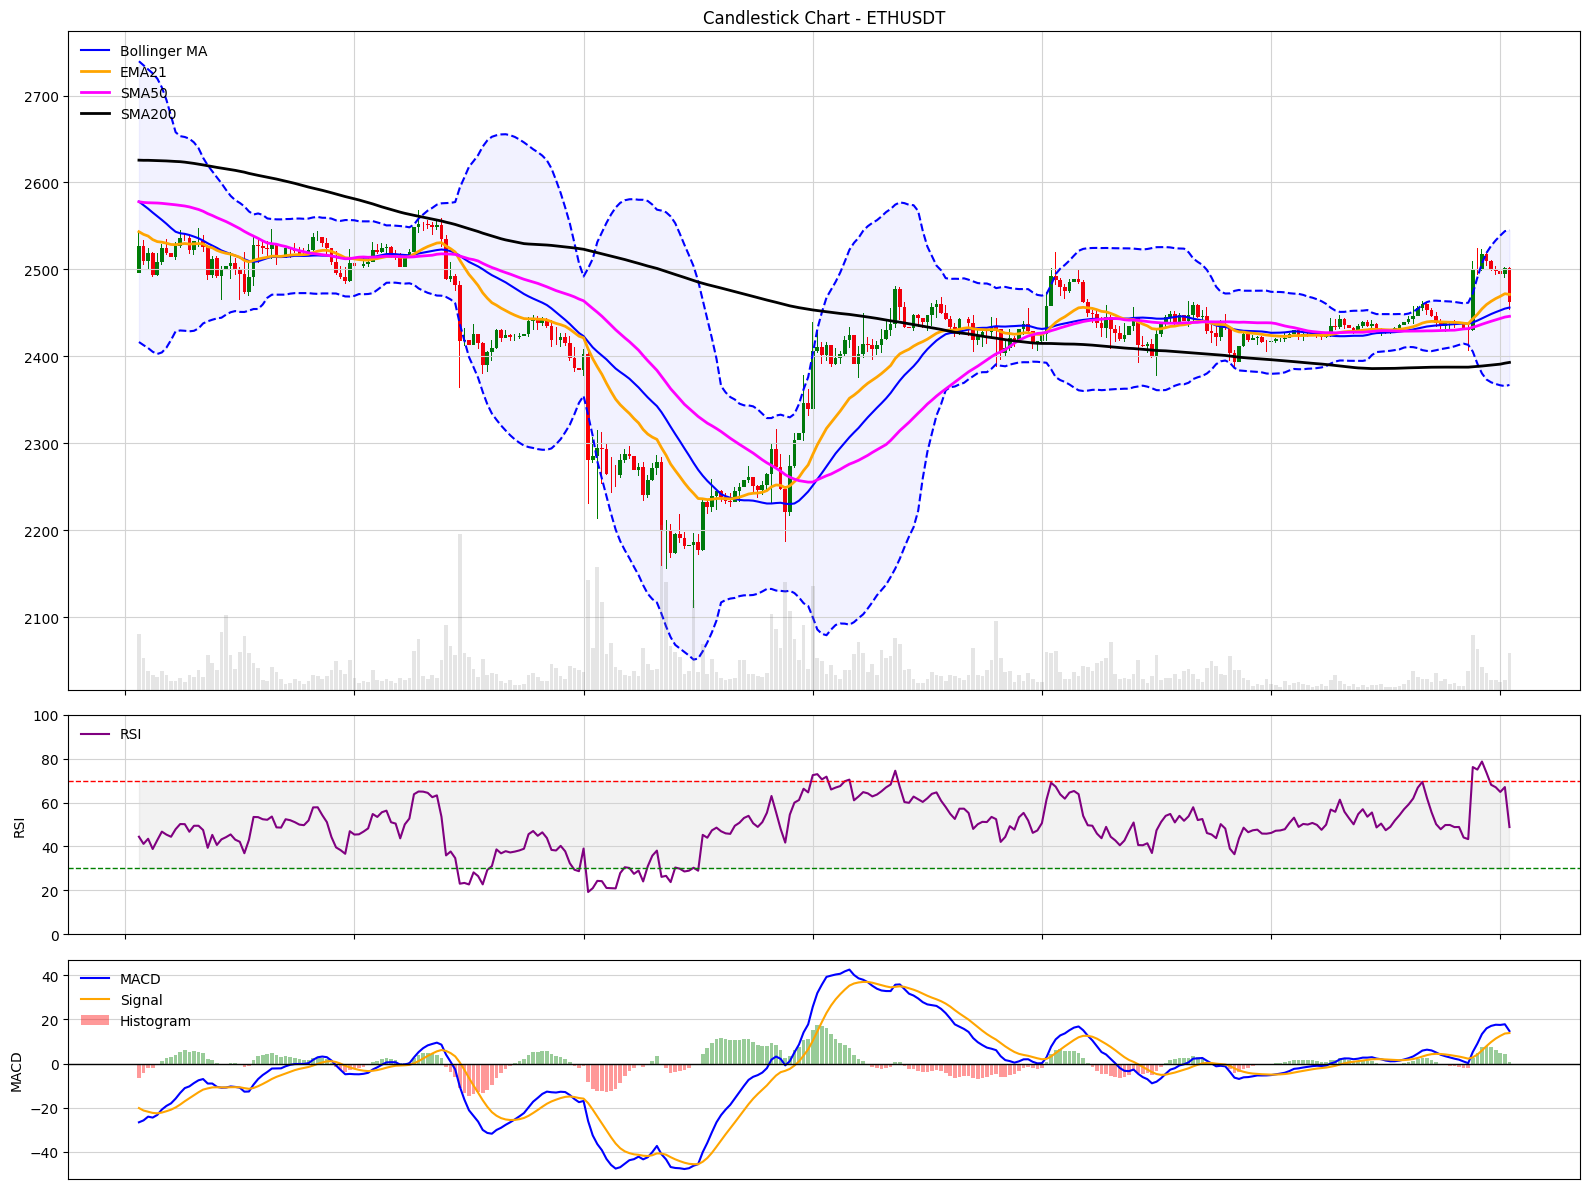 Candlestick Chart - ETHUSDT
Bollinger MA
EMA21
SMA50
SMA200
2700
2600
2500
2400
2300
2200
2100
RSI
100
80
60
40
20
0
RSI
MACD
Signal
Histogram
40
20
0
−20
−40
MACD